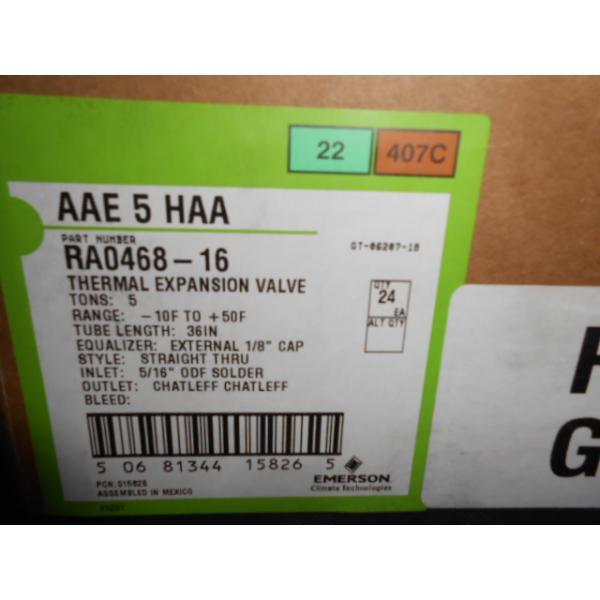 22 407C
AAE 5 HAA
PART NUMBER
GT-06207-18
RA0468-16
THERMAL EXPANSION VALVE
TONS: 5
RANGE: -10F TO +50F
TUBE LENGTH: 36IN
EQUALIZER: EXTERNAL 1/8" CAP
STYLE: STRAIGHT THRU
INLET: 5/16" ODF SOLDER
OUTLET: CHATLEFF CHATLEFF
BLEED:
QTY
24
EA
ALT QTY
5 06 81344 15826 5
PCN:015826
ASSEMBLED IN MEXICO
EMERSON
Climate Technologies
G